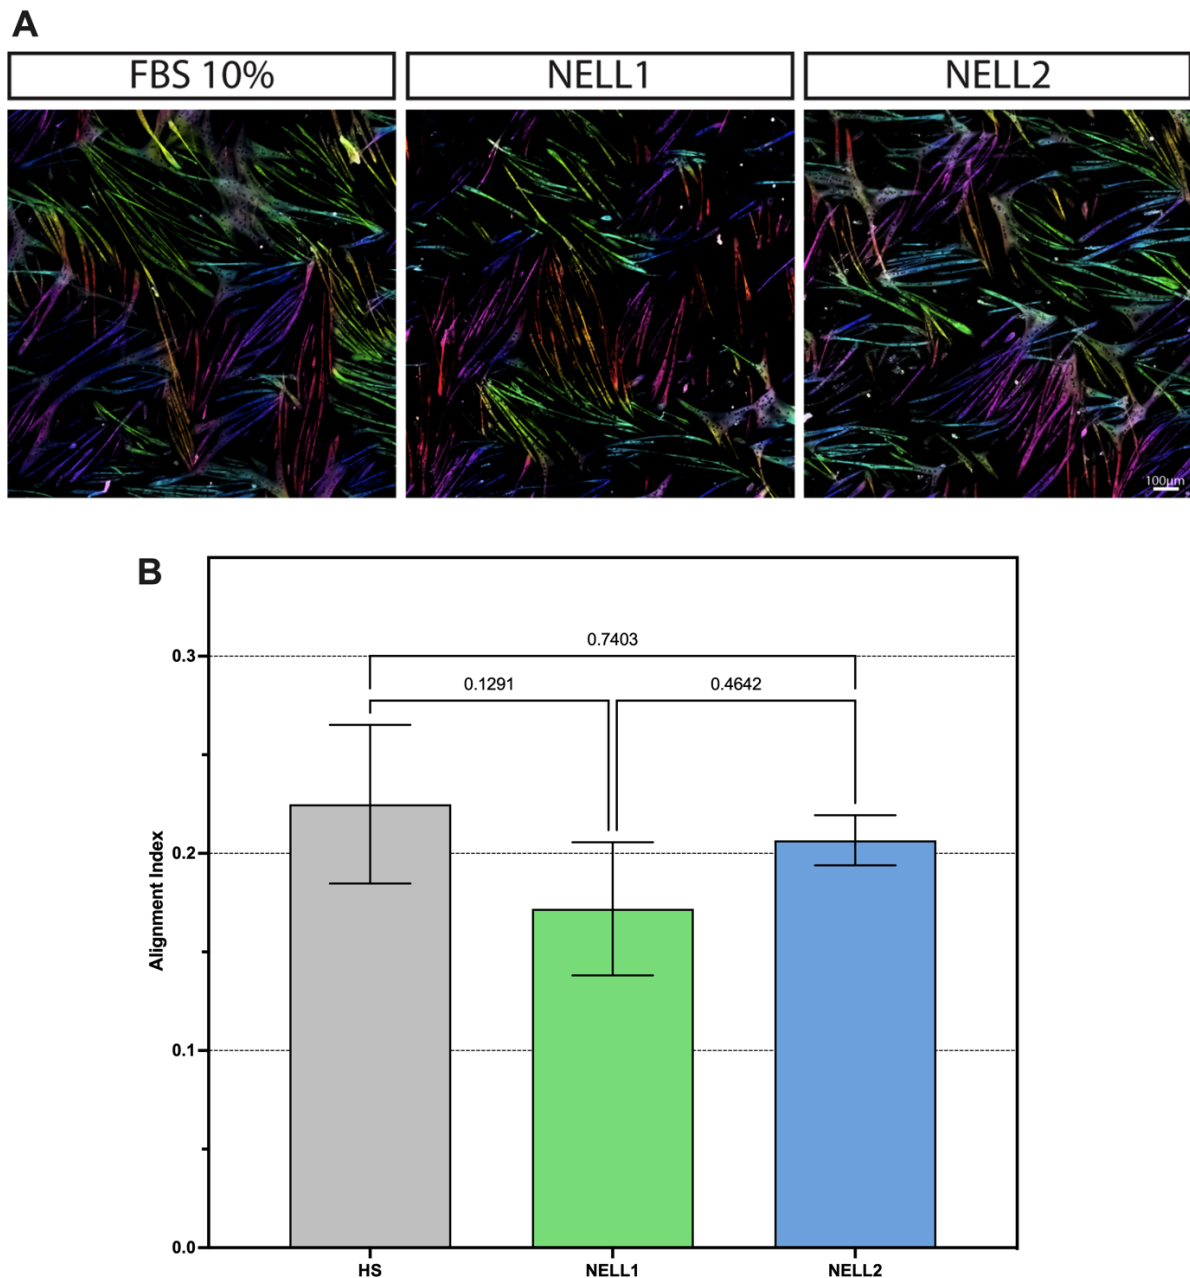 A
FBS 10%
NELL1
NELL2
100μm
B
0.7403
0.3
0.1291
0.4642
0.2
Alignment Index
0.1
0.0
HS
NELL1
NELL2